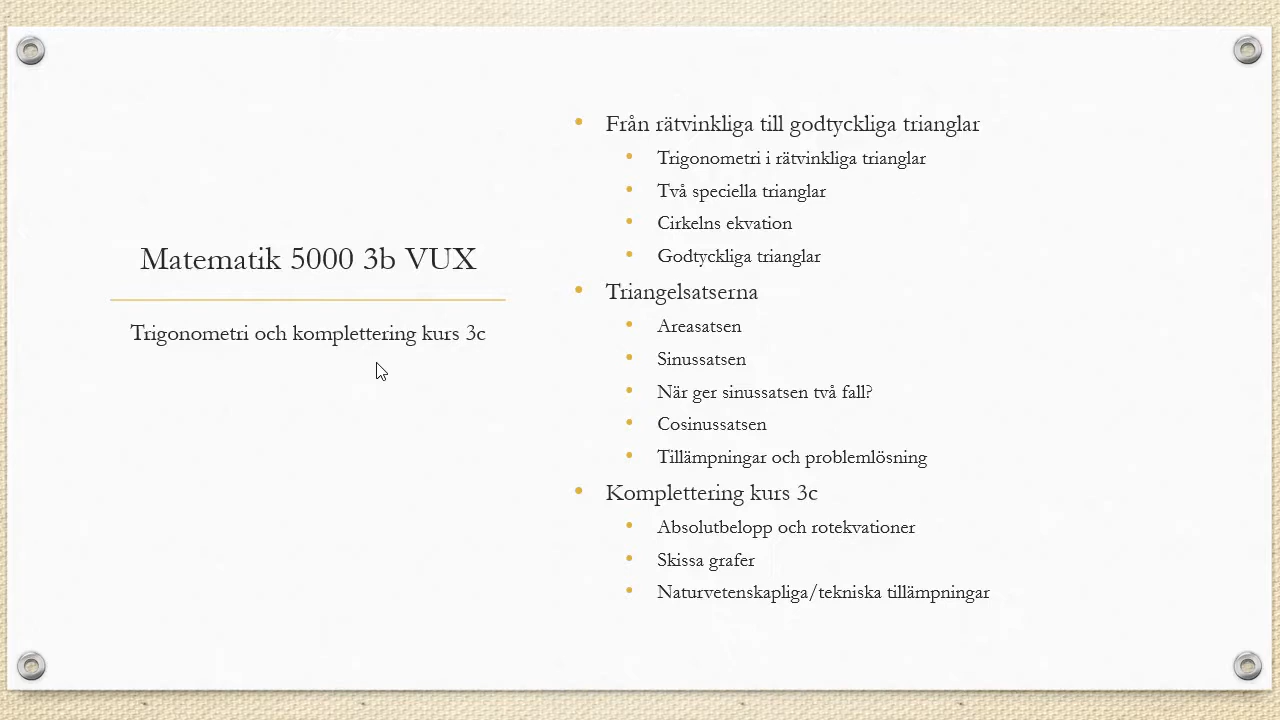 Matematik 5000 3b VUX
Trigonometri och komplettering kurs 3c
Från rätvinkliga till godtyckliga trianglar
Trigonometri i rätvinkliga trianglar
Två speciella trianglar
Cirkelns ekvation
Godtyckliga trianglar
Triangelsatserna
Areasatsen
Sinussatsen
När ger sinussatsen två fall?
Cosinussatsen
Tillämpningar och problemlösning
Komplettering kurs 3c
Absolutbelopp och rotekvationer
Skissa grafer
Naturvetenskapliga/tekniska tillämpningar